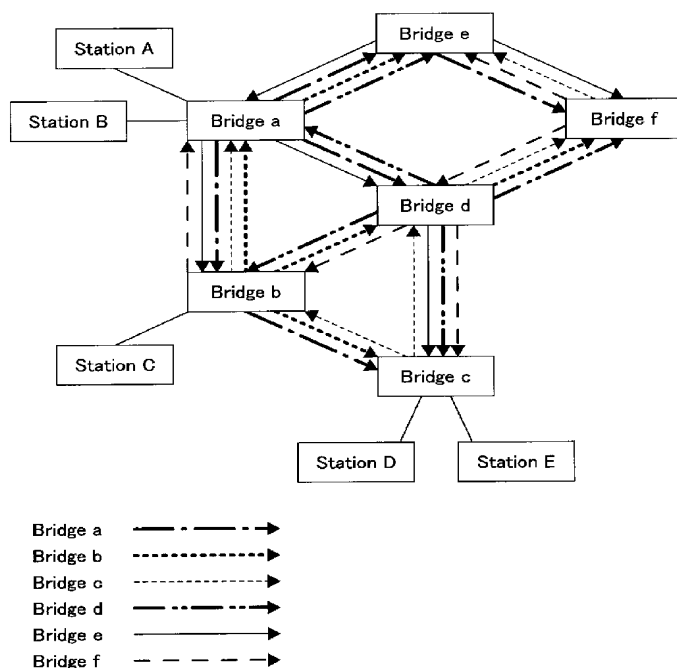 Station A
Bridge e
Station B
Bridge a
Bridge f
Bridge d
Bridge b
Station C
Bridge c
Station D
Station E
Bridge a
Bridge b
Bridge c
Bridge d
Bridge e
Bridge f